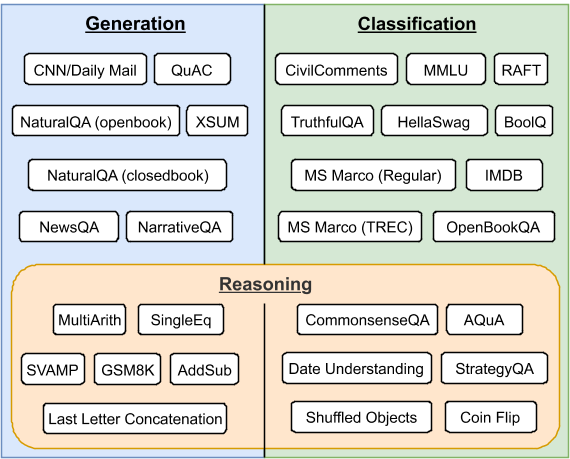 Generation
CNN/Daily Mail
QuAC
NaturalQA (openbook)
XSUM
NaturalQA (closedbook)
NewsQA
NarrativeQA
Classification
CivilComments
MMLU
RAFT
TruthfulQA
HellaSwag
BoolQ
MS Marco (Regular)
IMDB
MS Marco (TREC)
OpenBookQA
Reasoning
MultiArith
SingleEq
SVAMP
GSM8K
AddSub
Last Letter Concatenation
CommonsenseQA
AQuA
Date Understanding
StrategyQA
Shuffled Objects
Coin Flip